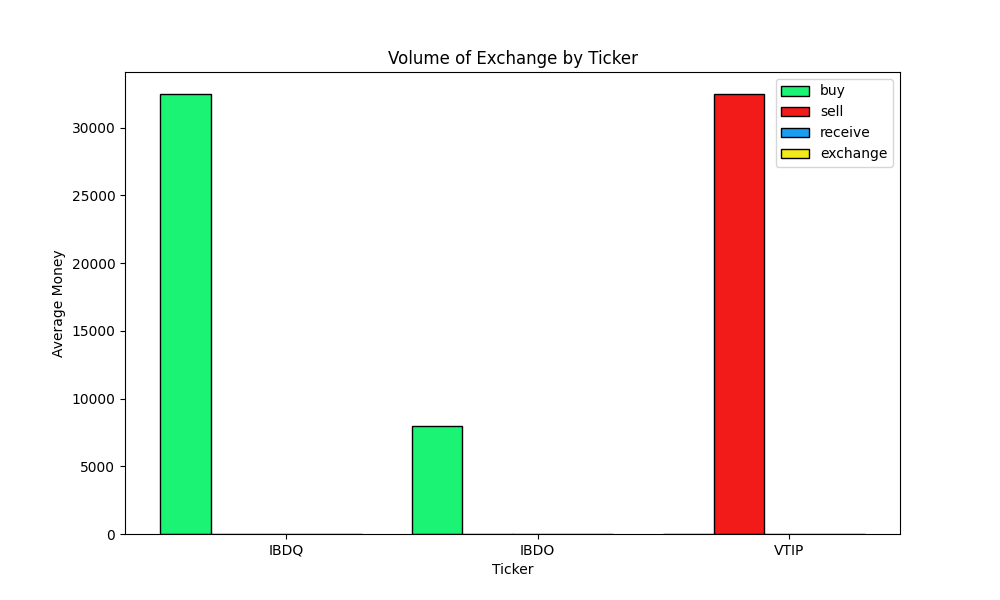 Volume of Exchange by Ticker
buy
sell
receive
exchange
30000
25000
20000
15000
10000
5000
0
Average Money
IBDQ
IBDO
VTIP
Ticker